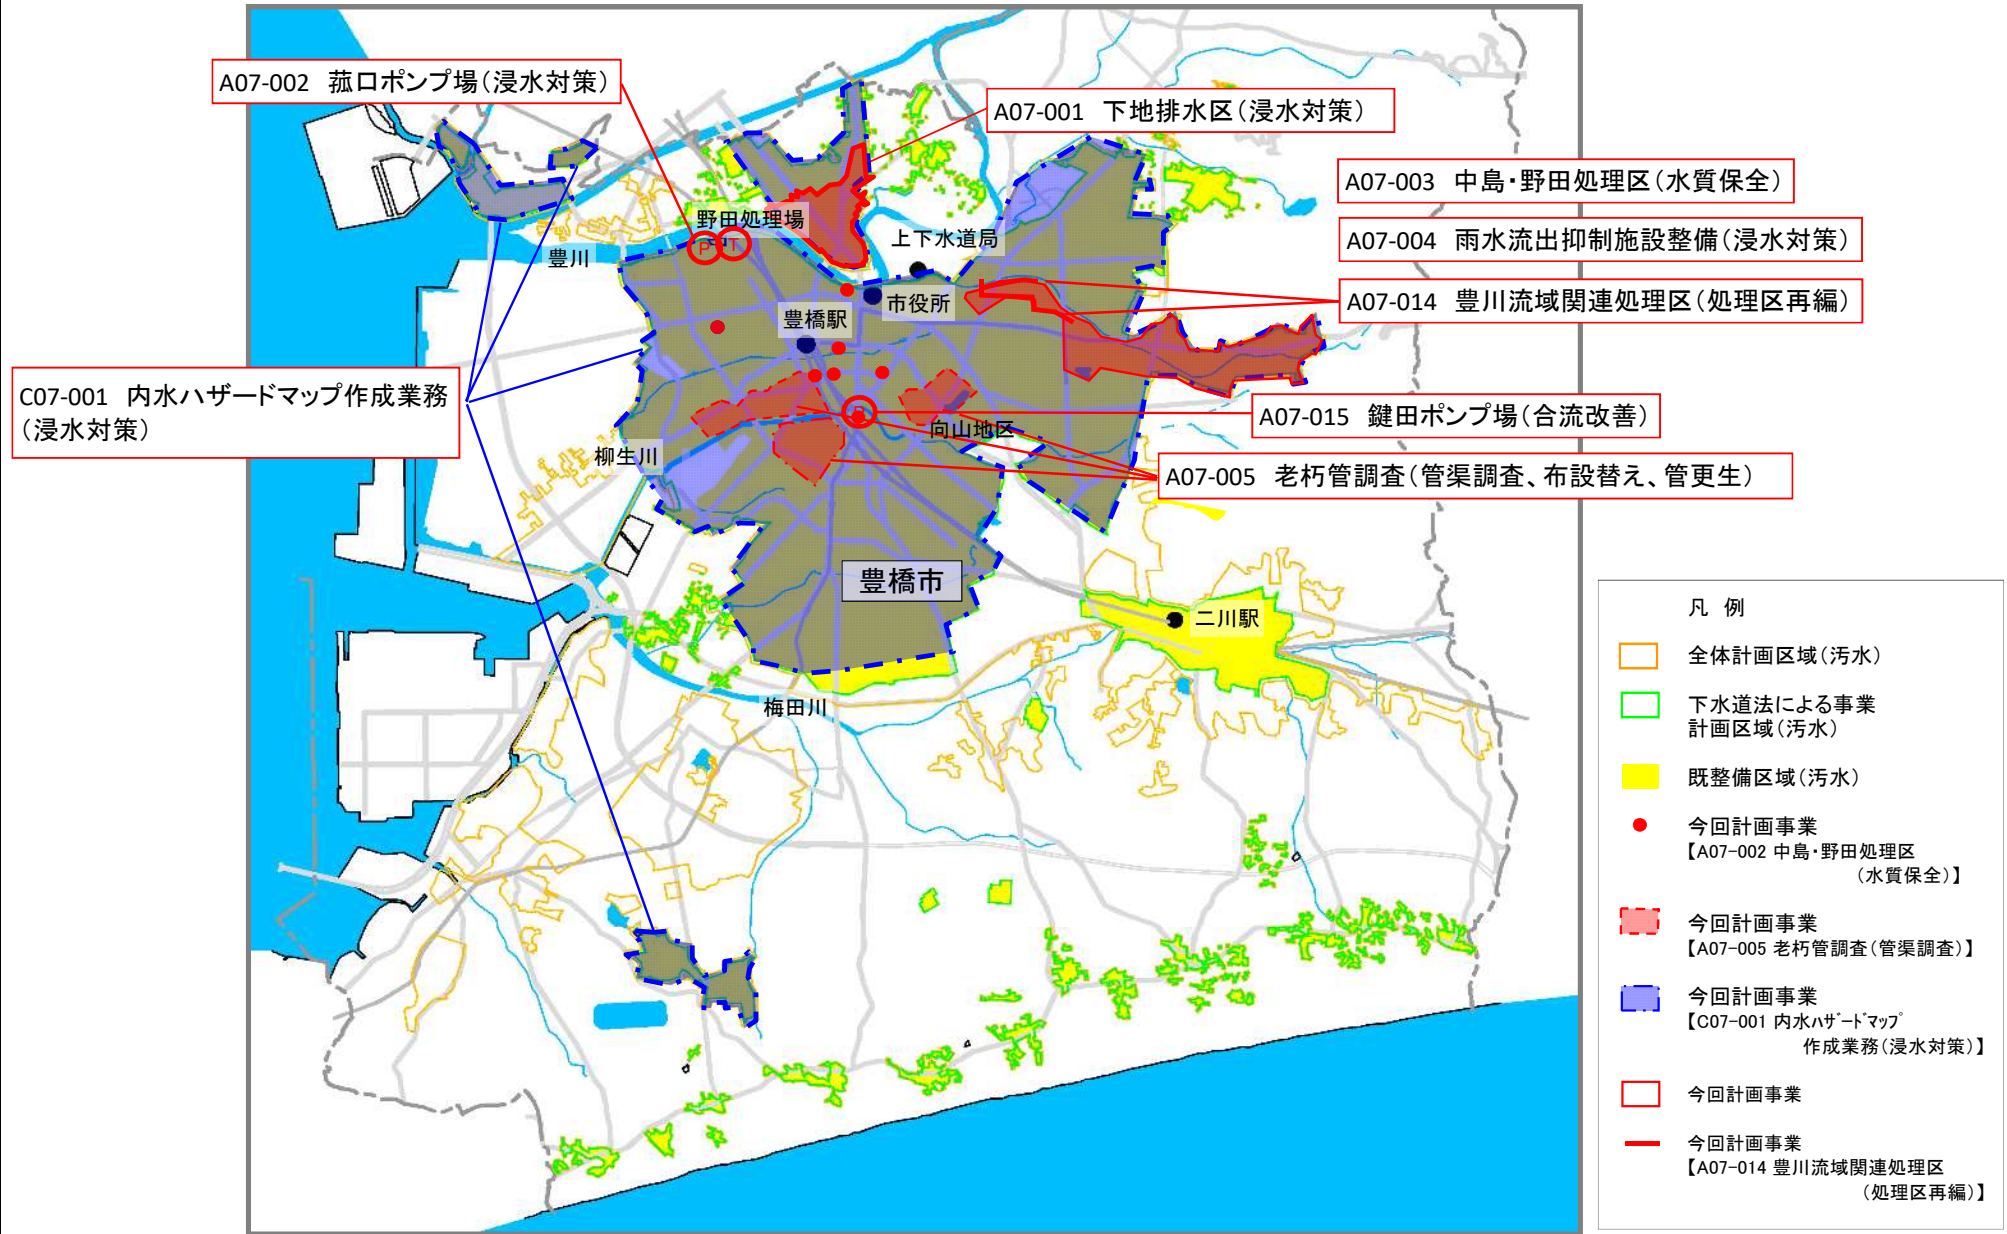 A07-002 菰口ポンプ場(浸水対策)
A07-001 下地排水区(浸水対策)
A07-003 中島・野田処理区(水質保全)
A07-004 雨水流出抑制施設整備(浸水対策)
A07-014 豊川流域関連処理区(処理区再編)
野田処理場
P
T
上下水道局
豊川
市役所
豊橋駅
C07-001 内水ハザードマップ作成業務
(浸水対策)
P
A07-015 鍵田ポンプ場(合流改善)
向山地区
柳生川
A07-005 老朽管調査(管渠調査、布設替え、管更生)
豊橋市
二川駅
梅田川
凡 例
全体計画区域(汚水)
下水道法による事業
計画区域(汚水)
既整備区域(汚水)
今回計画事業
【A07-002 中島・野田処理区
(水質保全)】
今回計画事業
【A07-005 老朽管調査(管渠調査)】
今回計画事業
【C07-001 内水ハザードマップ
作成業務(浸水対策)】
今回計画事業
今回計画事業
【A07-014 豊川流域関連処理区
(処理区再編)】